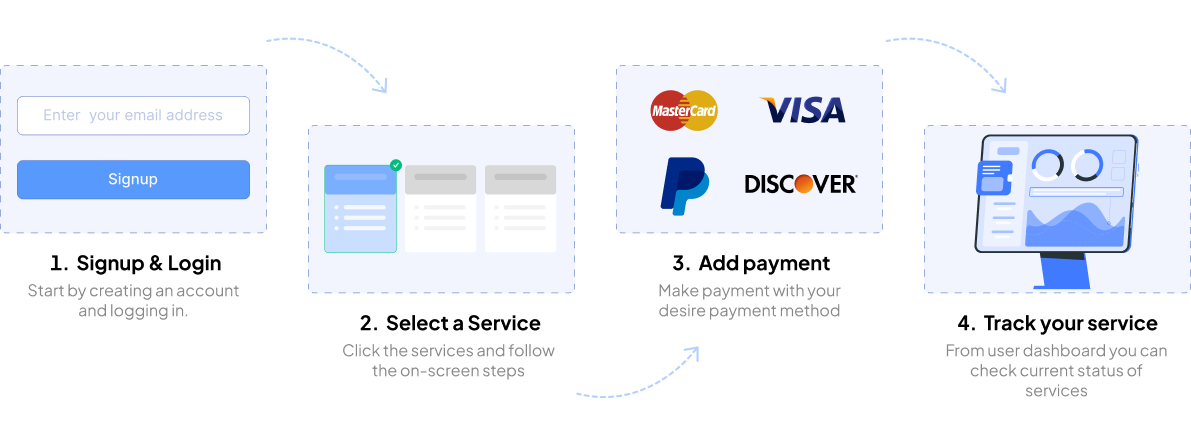 Enter  your email address
Signup
1. Signup & Login
Start by creating an account
and logging in.
2. Select a Service
Click the services and follow
the on-screen steps
MasterCard
VISA
DISCOVER
3. Add payment
Make payment with your
desire payment method
4. Track your service
From user dashboard you can
check current status of
services